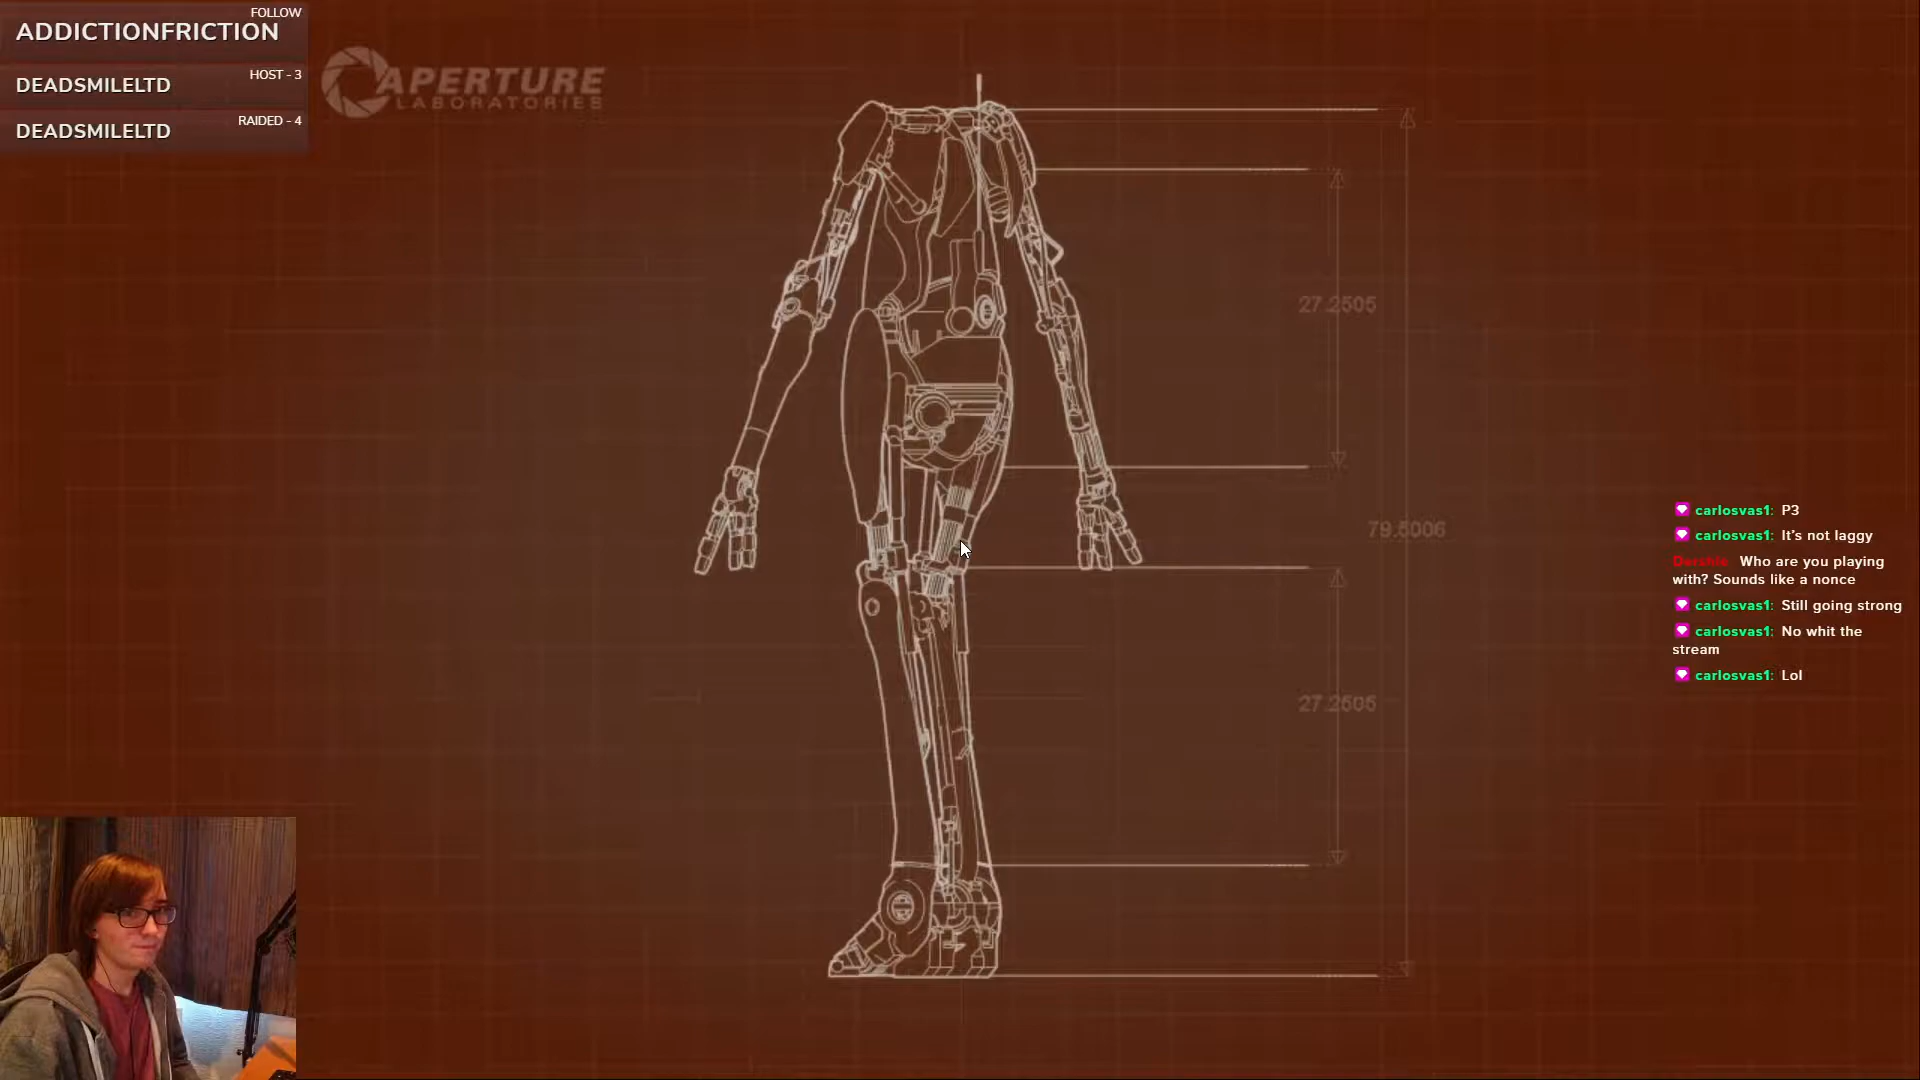 FOLLOW
ADDICTIONFRICTION
HOST - 3
DEADSMILELTD
RAIDED - 4
DEADSMILELTD
APERTURE
LABORATORIES
27.2505
79.5006
27.2505
carlosvas1: P3
carlosvas1: It's not laggy
Dershie Who are you playing
with? Sounds like a nonce
carlosvas1: Still going strong
carlosvas1: No whit the
stream
carlosvas1: Lol